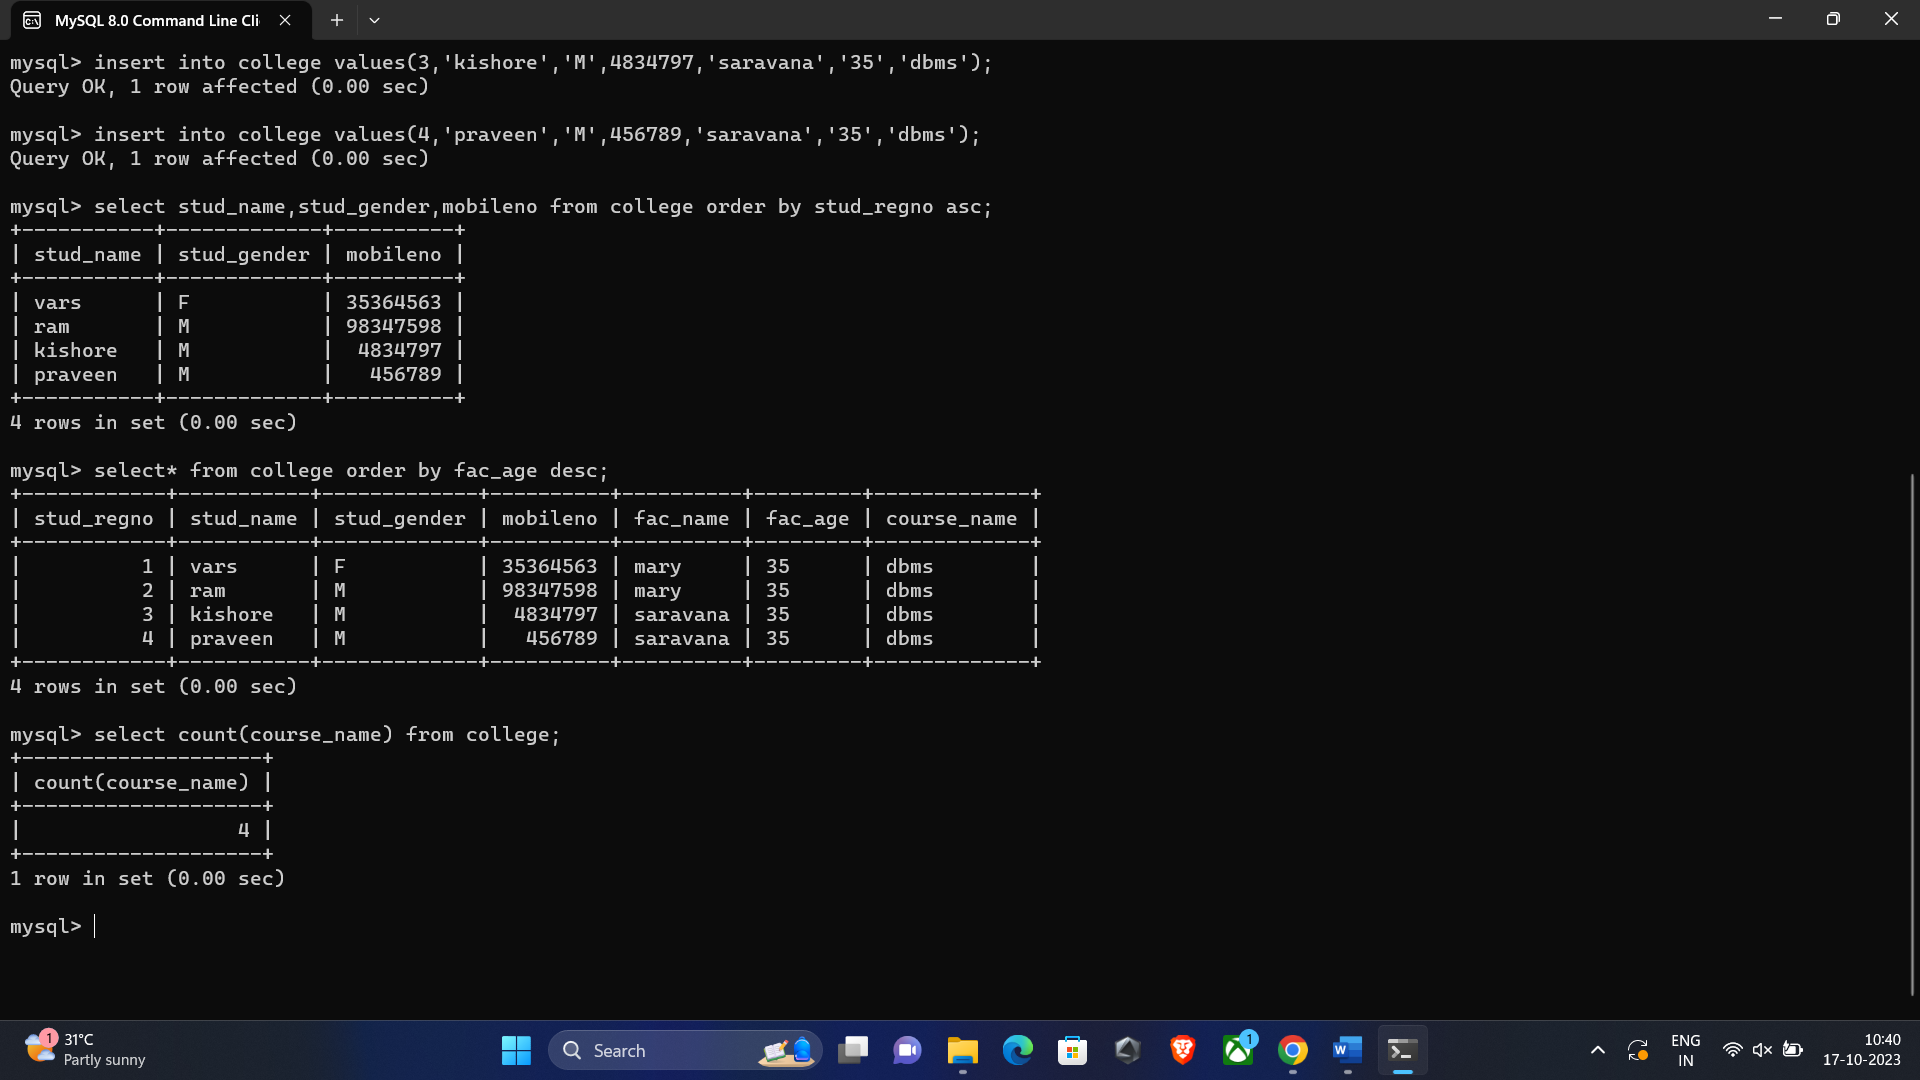 MySQL 8.0 Command Line Cli
mysql> insert into college values(3,'kishore','M',4834797,'saravana','35','dbms');
Query OK, 1 row affected (0.00 sec)
mysql> insert into college values(4,'praveen','M',456789,'saravana','35','dbms');
Query OK, 1 row affected (0.00 sec)
mysql> select stud_name,stud_gender,mobileno from college order by stud_regno asc;
+-----------+-------------+----------+
| stud_name | stud_gender | mobileno |
+-----------+-------------+----------+
| vars      | F           | 35364563 |
| ram       | M           | 98347598 |
| kishore   | M           |  4834797 |
| praveen   | M           |   456789 |
+-----------+-------------+----------+
4 rows in set (0.00 sec)
mysql> select* from college order by fac_age desc;
+------------+-----------+-------------+----------+----------+---------+-------------+
| stud_regno | stud_name | stud_gender | mobileno | fac_name | fac_age | course_name |
+------------+-----------+-------------+----------+----------+---------+-------------+
|          1 | vars      | F           | 35364563 | mary     | 35      | dbms        |
|          2 | ram       | M           | 98347598 | mary     | 35      | dbms        |
|          3 | kishore   | M           |  4834797 | saravana | 35      | dbms        |
|          4 | praveen   | M           |   456789 | saravana | 35      | dbms        |
+------------+-----------+-------------+----------+----------+---------+-------------+
4 rows in set (0.00 sec)
mysql> select count(course_name) from college;
+--------------------+
| count(course_name) |
+--------------------+
|                  4 |
+--------------------+
1 row in set (0.00 sec)
mysql>
1
31°C
Partly sunny
Search
1
ENG
IN
10:40
17-10-2023